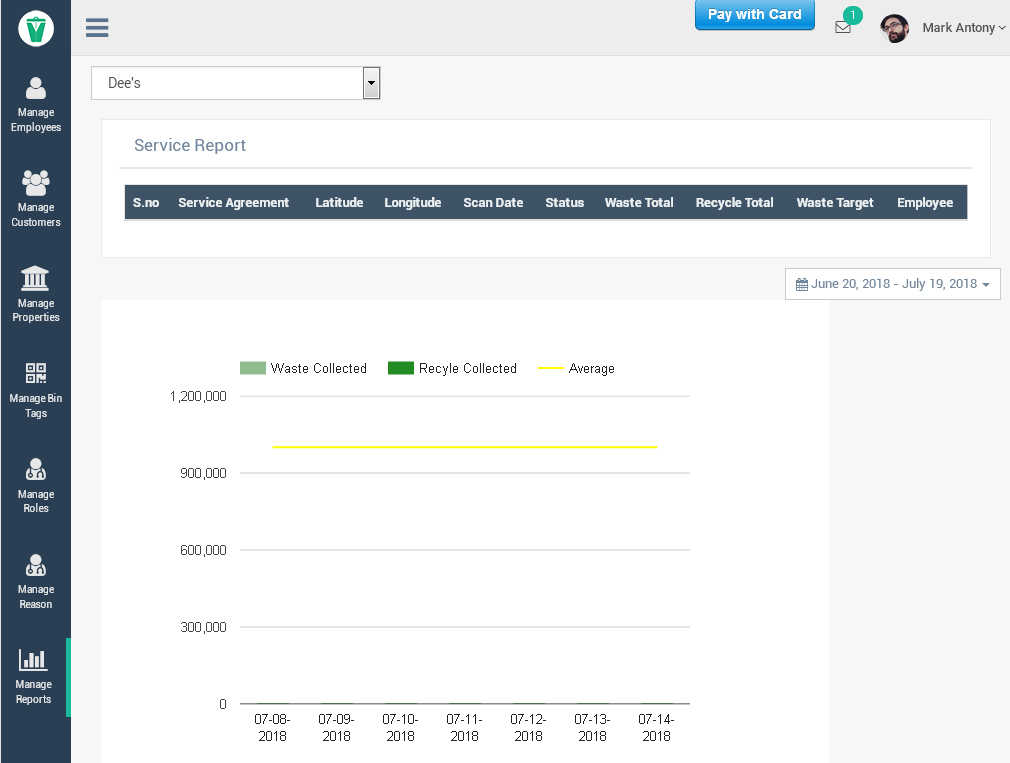 Pay with Card
1
Mark Antony
Dee's
Manage
Employees
Manage
Customers
Manage
Properties
Manage Bin
Tags
Manage
Roles
Manage
Reason
Manage
Reports
Service Report
S.no Service Agreement Latitude Longitude Scan Date Status Waste Total Recycle Total Waste Target Employee
June 20, 2018 - July 19, 2018
Waste Collected Recyle Collected Average
1,200,000
900,000
600,000
300,000
0
07-08- 07-09- 07-10- 07-11- 07-12- 07-13- 07-14-
2018 2018 2018 2018 2018 2018 2018